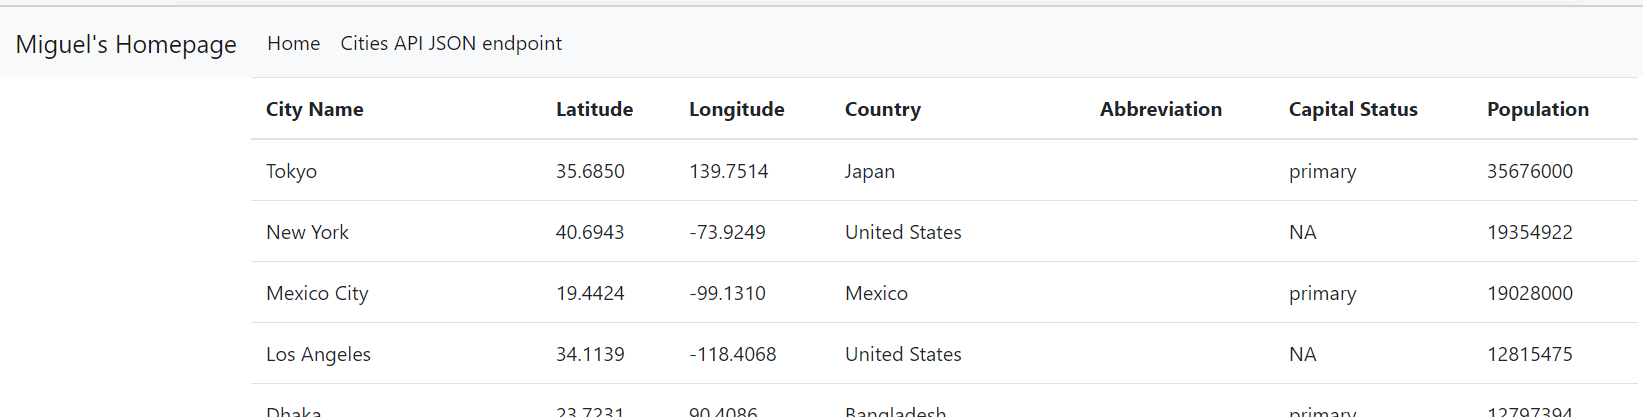 Miguel's Homepage Home Cities API JSON endpoint
City Name Latitude Longitude Country Abbreviation Capital Status Population
Tokyo 35.6850 139.7514 Japan primary 35676000
New York 40.6943 -73.9249 United States NA 19354922
Mexico City 19.4424 -99.1310 Mexico primary 19028000
Los Angeles 34.1139 -118.4068 United States NA 12815475
Dhaka 23.7231 90.4086 Bangladesh primary 12797394